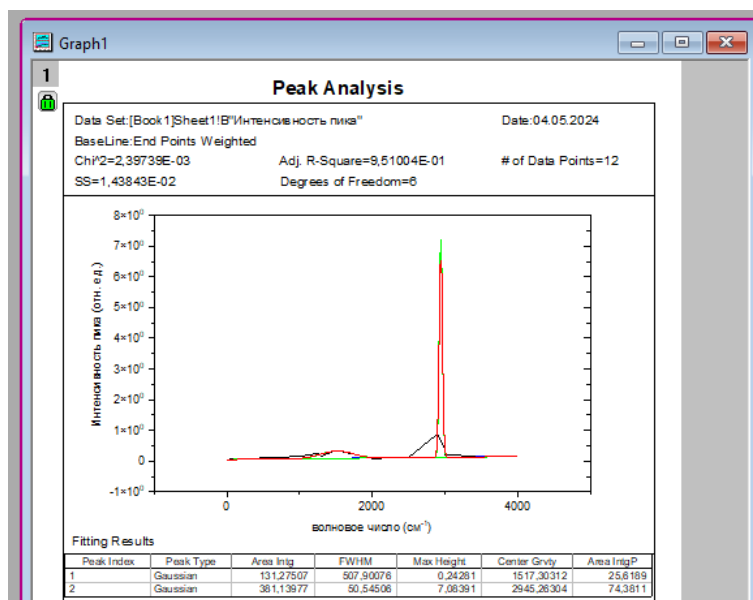 Graph1
1
Peak Analysis
Data Set:[Book1]Sheet1!B"Интенсивность пика" Date:04.05.2024
BaseLine:End Points Weighted
Chi^2=2,39739E-03 Adj. R-Square=9,51004E-01 # of Data Points=12
SS=1,43843E-02 Degrees of Freedom=6
8×10⁰
7×10⁰
6×10⁰
5×10⁰
4×10⁰
3×10⁰
2×10⁰
1×10⁰
0
-1×10⁰
Интенсивность пика (отн. ед.)
0 2000 4000
волновое число (см⁻¹)
Fitting Results
Peak Index Peak Type Area Intg FWHM Max Height Center Grvty Area IntgP
1 Gaussian 131,27507 507,90076 0,24281 1517,30312 25,6189
2 Gaussian 381,13977 50,54506 7,08391 2945,26304 74,3811